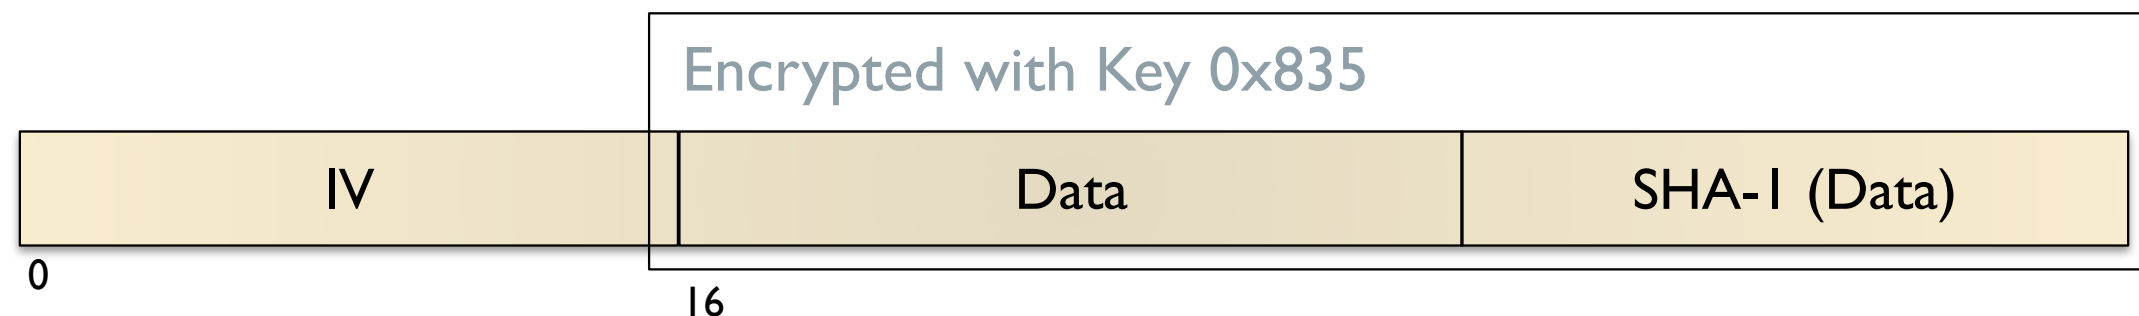 Encrypted with Key 0x835
IV Data SHA-1 (Data)
0
16